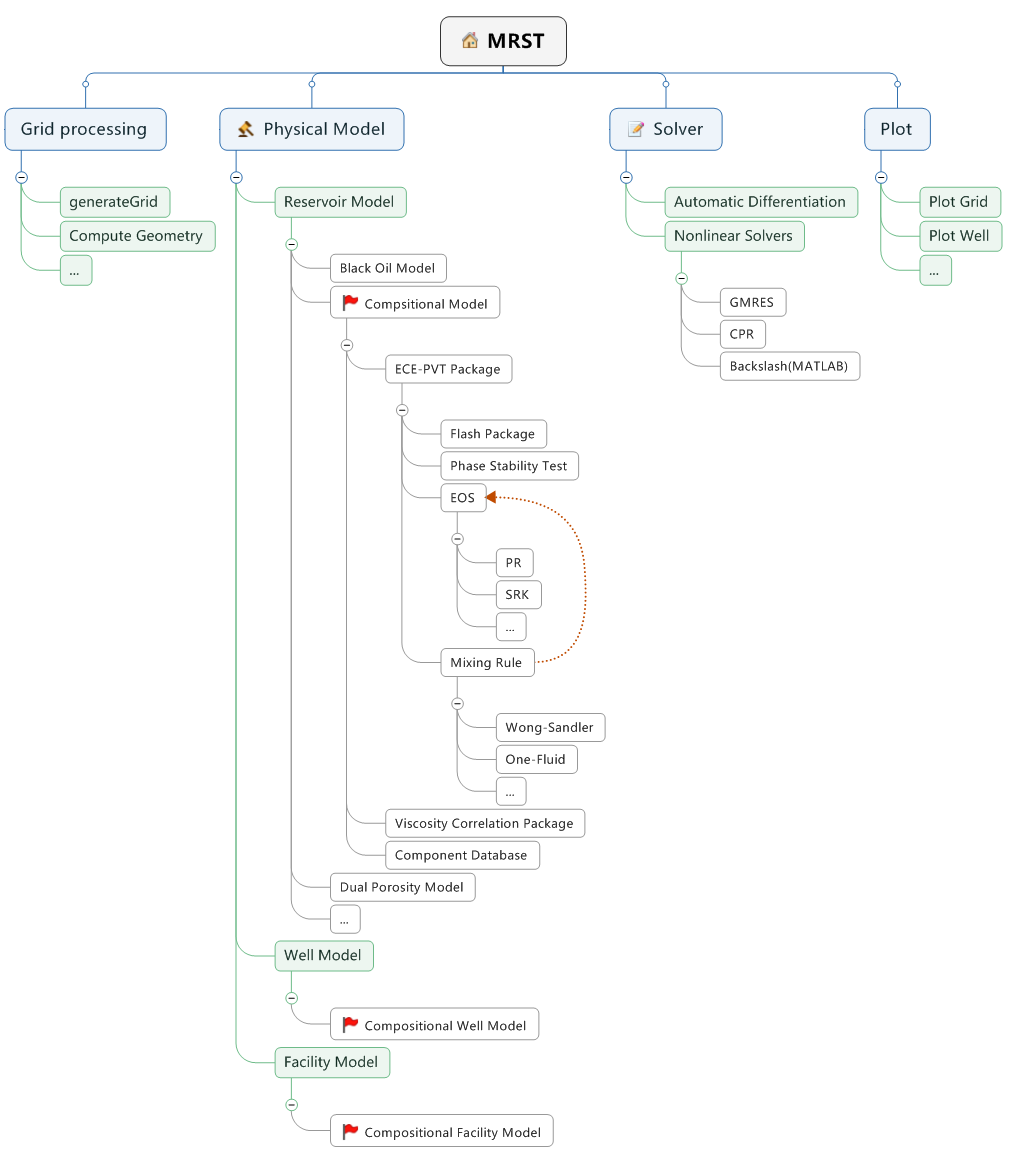 MRST
Grid processing
generateGrid
Compute Geometry
...
Physical Model
Reservoir Model
Black Oil Model
Compsitional Model
ECE-PVT Package
Flash Package
Phase Stability Test
EOS
PR
SRK
...
Mixing Rule
Wong-Sandler
One-Fluid
...
Viscosity Correlation Package
Component Database
Dual Porosity Model
...
Well Model
Compositional Well Model
Facility Model
Compositional Facility Model
Solver
Automatic Differentiation
Nonlinear Solvers
GMRES
CPR
Backslash(MATLAB)
Plot
Plot Grid
Plot Well
...